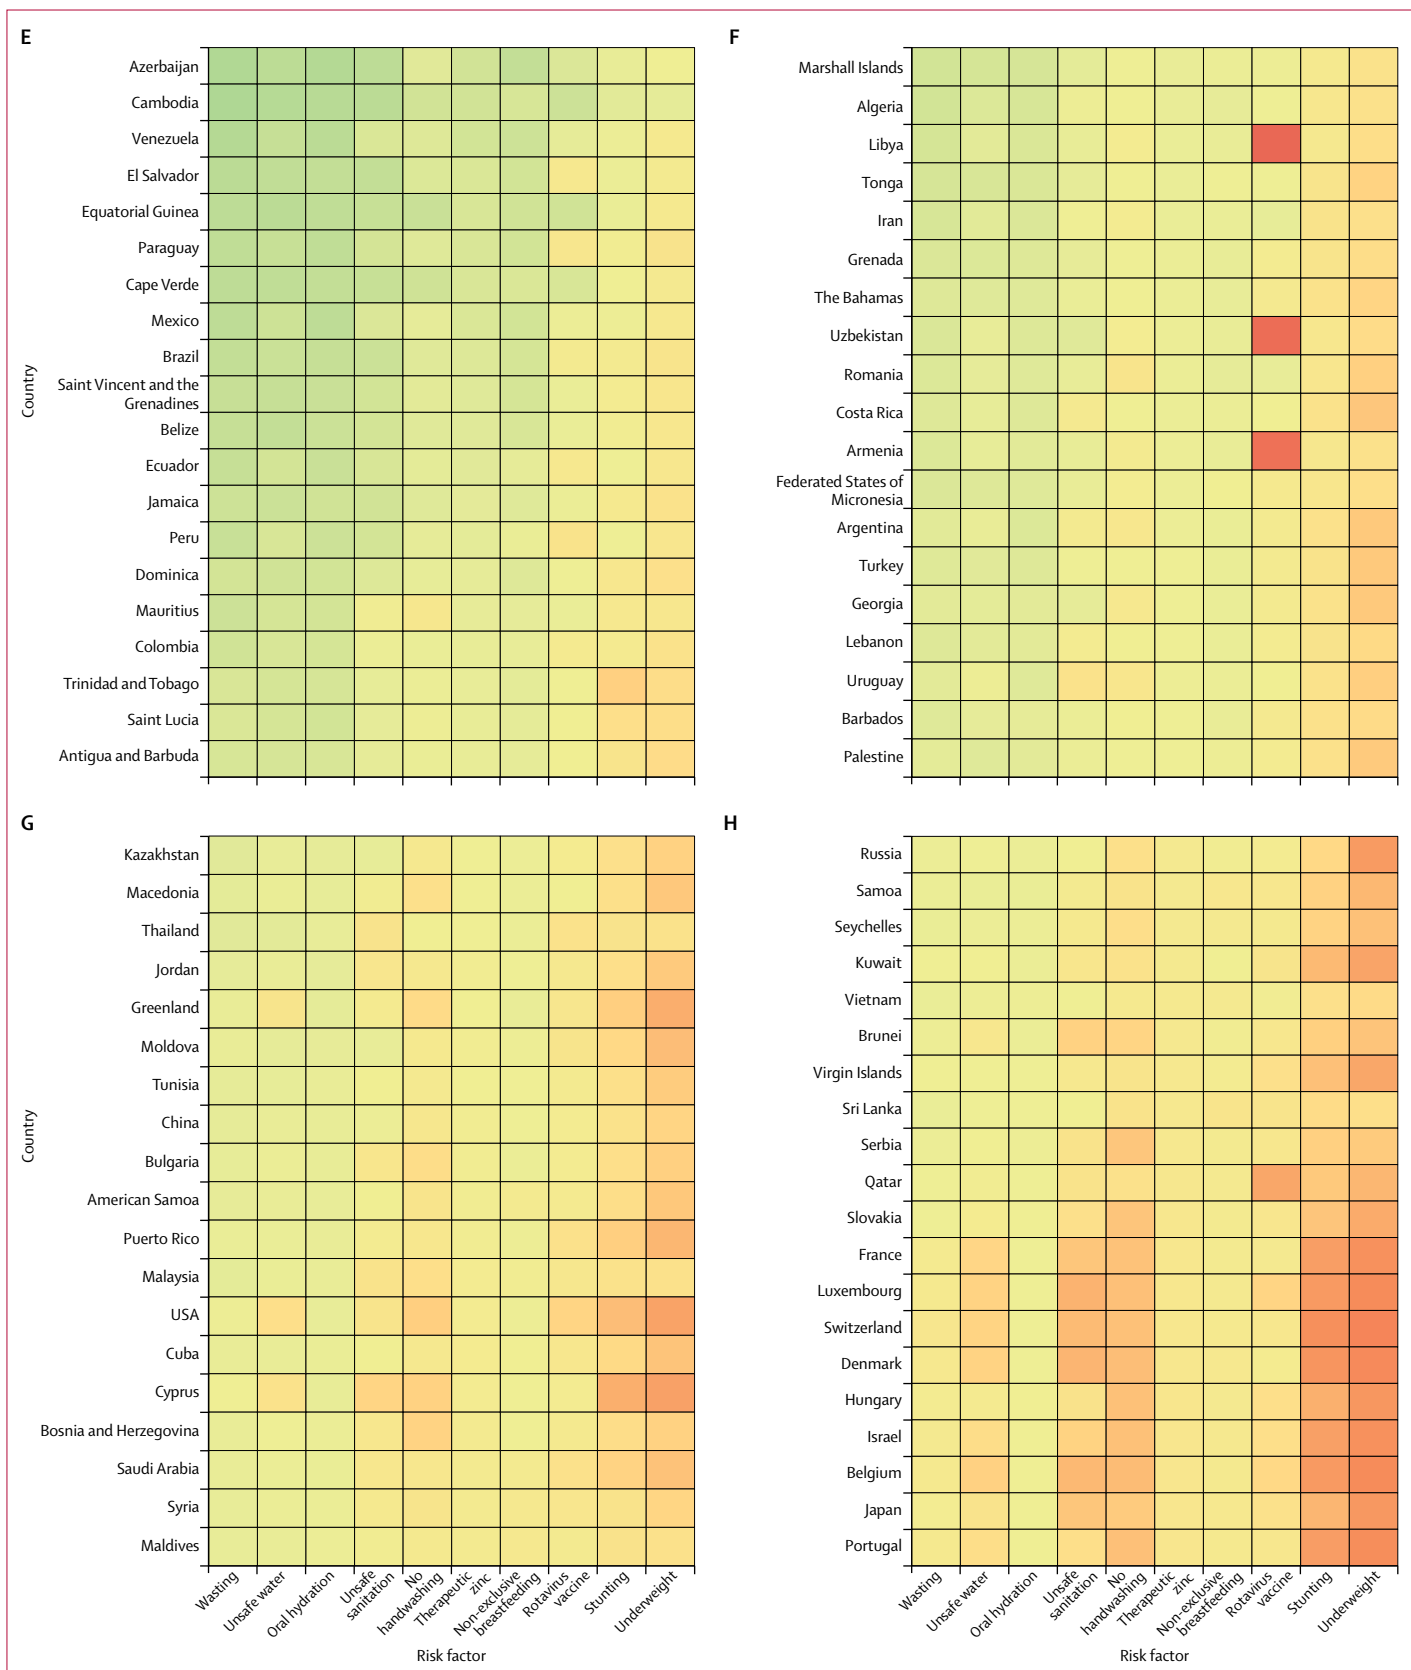 E
Azerbaijan
Cambodia
Venezuela
El Salvador
Equatorial Guinea
Paraguay
Cape Verde
Mexico
Brazil
Saint Vincent and the
Grenadines
Belize
Ecuador
Jamaica
Peru
Dominica
Mauritius
Colombia
Trinidad and Tobago
Saint Lucia
Antigua and Barbuda
Country
F
Marshall Islands
Algeria
Libya
Tonga
Iran
Grenada
The Bahamas
Uzbekistan
Romania
Costa Rica
Armenia
Federated States of
Micronesia
Argentina
Turkey
Georgia
Lebanon
Uruguay
Barbados
Palestine
G
Kazakhstan
Macedonia
Thailand
Jordan
Greenland
Moldova
Tunisia
China
Bulgaria
American Samoa
Puerto Rico
Malaysia
USA
Cuba
Cyprus
Bosnia and Herzegovina
Saudi Arabia
Syria
Maldives
Country
Wasting
Unsafe water
Oral hydration
Unsafe
sanitation
No
handwashing
Therapeutic
zinc
Non-exclusive
breastfeeding
Rotavirus
vaccine
Stunting
Underweight
Risk factor
H
Russia
Samoa
Seychelles
Kuwait
Vietnam
Brunei
Virgin Islands
Sri Lanka
Serbia
Qatar
Slovakia
France
Luxembourg
Switzerland
Denmark
Hungary
Israel
Belgium
Japan
Portugal
Wasting
Unsafe water
Oral hydration
Unsafe
sanitation
No
handwashing
Therapeutic
zinc
Non-exclusive
breastfeeding
Rotavirus
vaccine
Stunting
Underweight
Risk factor